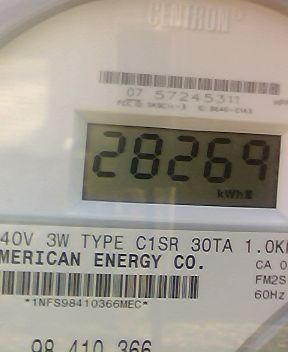 CENTRON
07 57245311
28269
kWh
40V 3W TYPE C1SR 30TA 1.0K
MERICAN ENERGY CO.
CA 0
FM2S
60Hz
*1NFS98410366MEC*
98 410 366